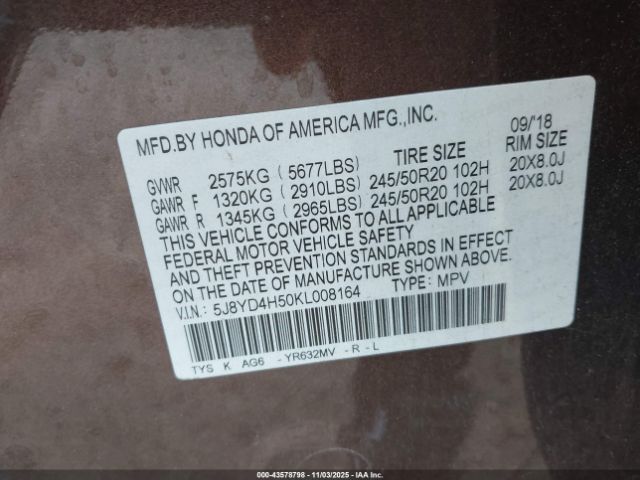 MFD.BY HONDA OF AMERICA MFG.,INC. 09/'18
TIRE SIZE RIM SIZE
GVWR 2575KG (5677LBS)
GAWR F 1320KG (2910LBS) 245/50R20 102H 20X8.0J
GAWR R 1345KG (2965LBS) 245/50R20 102H 20X8.0J
THIS VEHICLE CONFORMS TO ALL APPLICABLE
FEDERAL MOTOR VEHICLE SAFETY
AND THEFT PREVENTION STANDARDS IN EFFECT
ON THE DATE OF MANUFACTURE SHOWN ABOVE.
V.I.N.: 5J8YD4H50KL008164 TYPE: MPV
TYS K AG6 -YR632MV -R-L
000-43578798 - 11/03/2025 - IAA Inc.